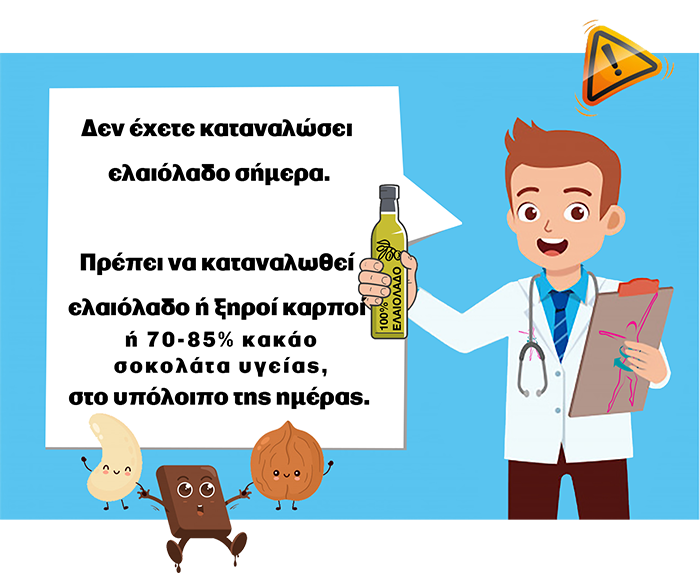 Δεν έχετε καταναλώσει
ελαιόλαδο σήμερα.
Πρέπει να καταναλωθεί
ελαιόλαδο ή ξηροί καρποί
ή 70-85% κακάο
σοκολάτα υγείας,
στο υπόλοιπο της ημέρας.
100%
ΕΛΑΙΟΛΑΔΟ